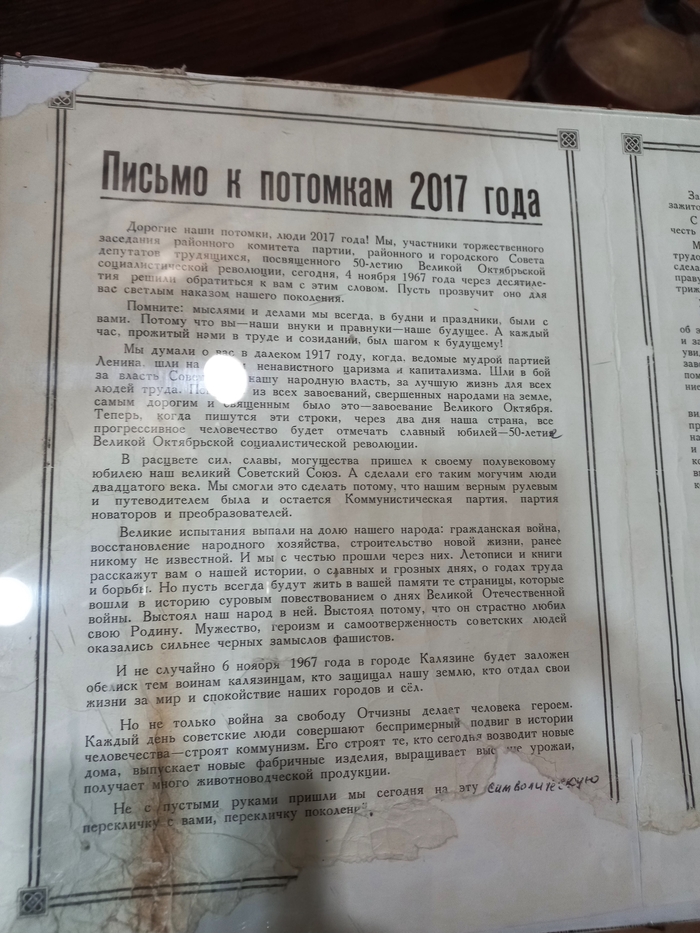 Письмо к потомкам 2017 года
Дорогие наши потомки, люди 2017 года! Мы, участники торжественного
заседания районного комитета партии, районного и городского Совета
депутатов трудящихся, посвященного 50-летию Великой Октябрьской
социалистической революции, сегодня, 4 ноября 1967 года через десятиле-
тия решили обратиться к вам с этим словом. Пусть прозвучит оно для
вас светлым наказом нашего поколения.
Помните: мыслями и делами мы всегда, в будни и праздники, были с
вами. Потому что вы—наши внуки и правнуки—наше будущее. А каждый
час, прожитый нами в труде и созидании, был шагом к будущему!
Мы думали о вас в далеком 1917 году, когда, ведомые мудрой партией
Ленина, шли на ненавистного царизма и капитализма. Шли в бой
за власть нашу народную власть, за лучшую жизнь для всех
людей труда. из всех завоеваний, свершенных народами на земле,
самым дорогим и священным было это—завоевание Великого Октября.
Теперь, когда пишутся эти строки, через два дня наша страна, все
прогрессивное человечество будет отмечать славный юбилей—50-летие
Великой Октябрьской социалистической революции.
В расцвете сил, славы, могущества пришел к своему полувековому
юбилею наш великий Советский Союз. А сделали его таким могучим люди
двадцатого века. Мы смогли это сделать потому, что нашим верным рулевым
и путеводителем была и остается Коммунистическая партия, партия
новаторов и преобразователей.
Великие испытания выпали на долю нашего народа: гражданская война,
восстановление народного хозяйства, строительство новой жизни, ранее
никому не известной. И мы с честью прошли через них. Летописи и книги
расскажут вам о нашей истории, о славных и грозных днях, о годах труда
и борьбы. Но пусть всегда будут жить в вашей памяти те страницы, которые
вошли в историю суровым повествованием о днях Великой Отечественной
войны. Выстоял наш народ в ней. Выстоял потому, что он страстно любил
свою Родину. Мужество, героизм и самоотверженность советских людей
оказались сильнее черных замыслов фашистов.
И не случайно 6 ноября 1967 года в городе Калязине будет заложен
обелиск тем воинам калязинцам, кто защищал нашу землю, кто отдал свои
жизни за мир и спокойствие наших городов и сёл.
Но не только война за свободу Отчизны делает человека героем.
Каждый день советские люди совершают беспримерный подвиг в истории
человечества—строят коммунизм. Его строят те, кто сегодня возводит новые
дома, выпускает новые фабричные изделия, выращивает урожаи,
получает много животноводческой продукции.
Не с пустыми руками пришли мы сегодня на эту символическую
перекличку с вами, перекличку
За
зажито
С
честь
М
трудо
сдела
праву
триж
об э
и за
уви
заво
пом
ние